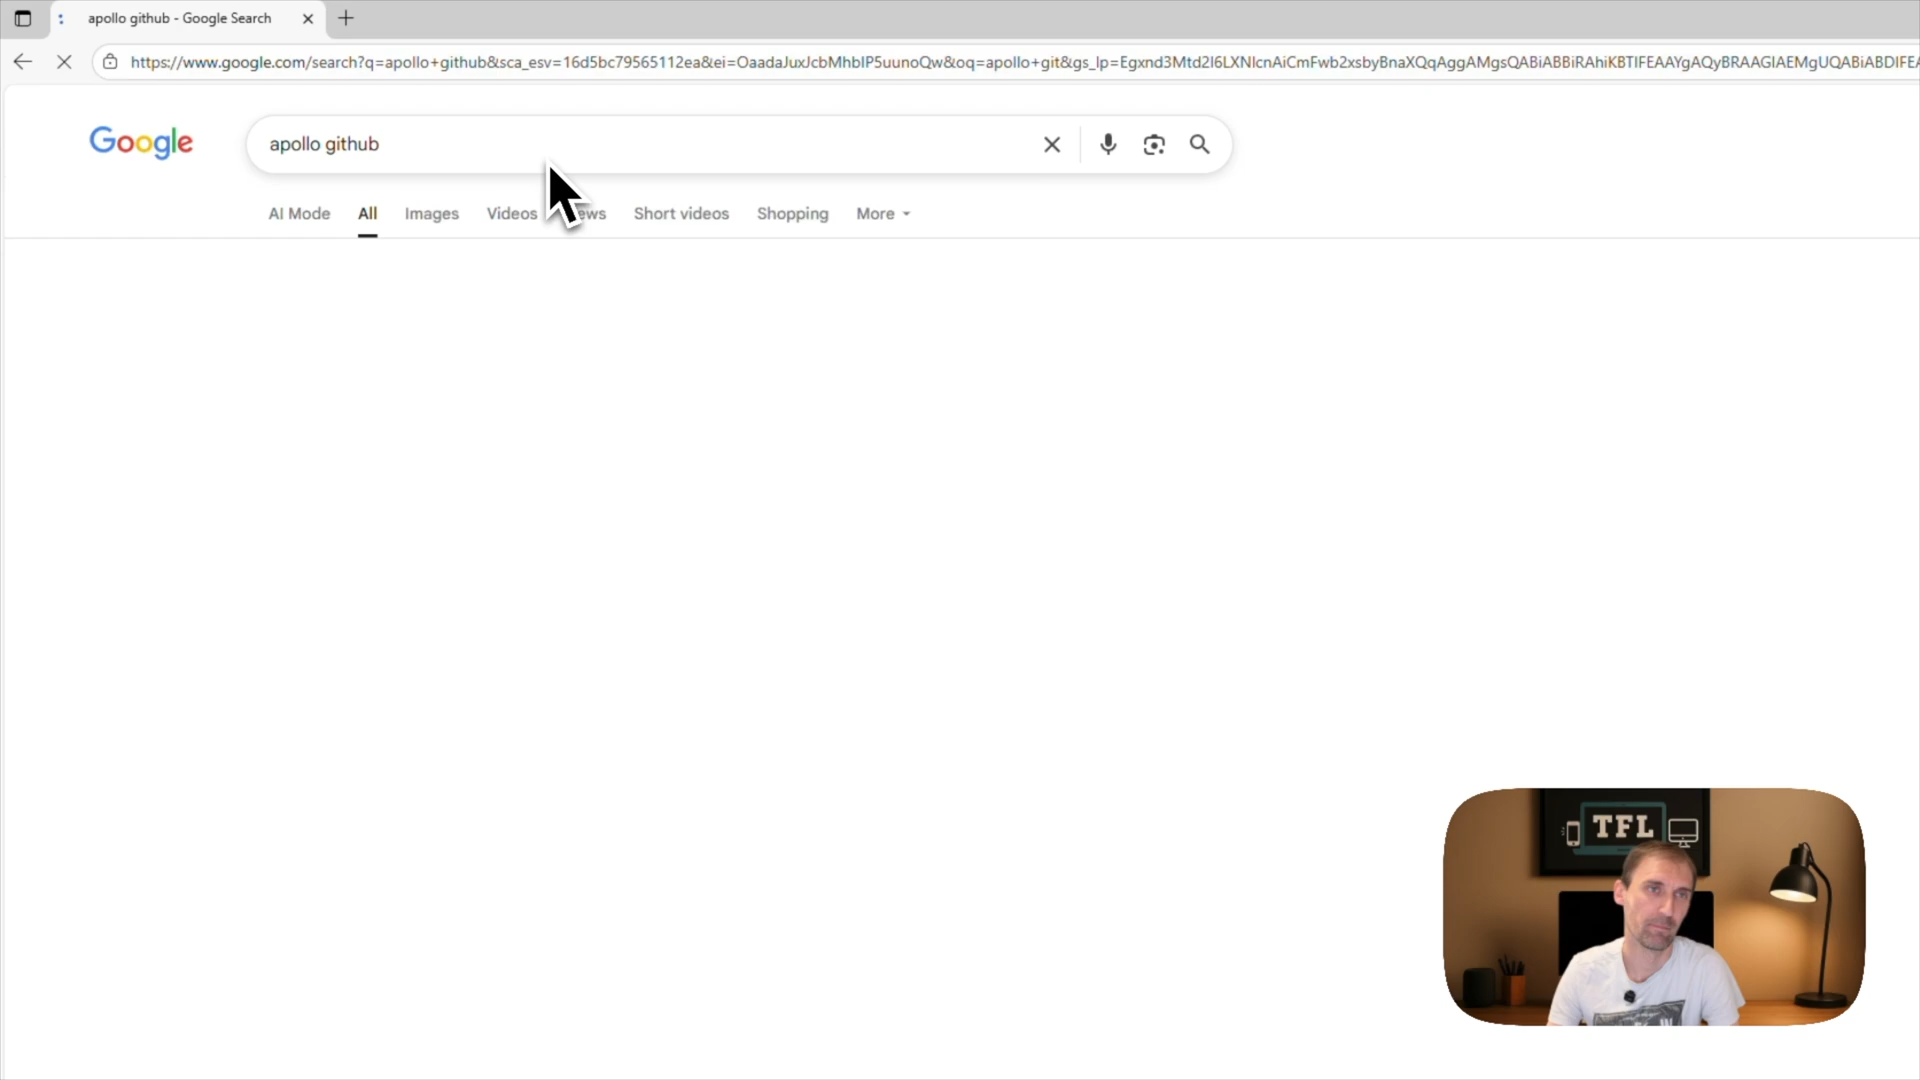 apollo github - Google Search
https://www.google.com/search?q=apollo+github&sca_esv=16d5bc79565112ea&ei=OaadaJuxJcbMhbIP5uunoQw&oq=apollo+git&gs_lp=Egxnd3Mtd2l6LXNlcnAiCmFwb2xsbyBnaXQqAggAMgsQABiABBiRAhiKBTIFEAAYgAQyBRAAGIAEMgUQABiABDIFEA
Google
apollo github
AI Mode
All
Images
Videos
Short videos
Shopping
More
TFL